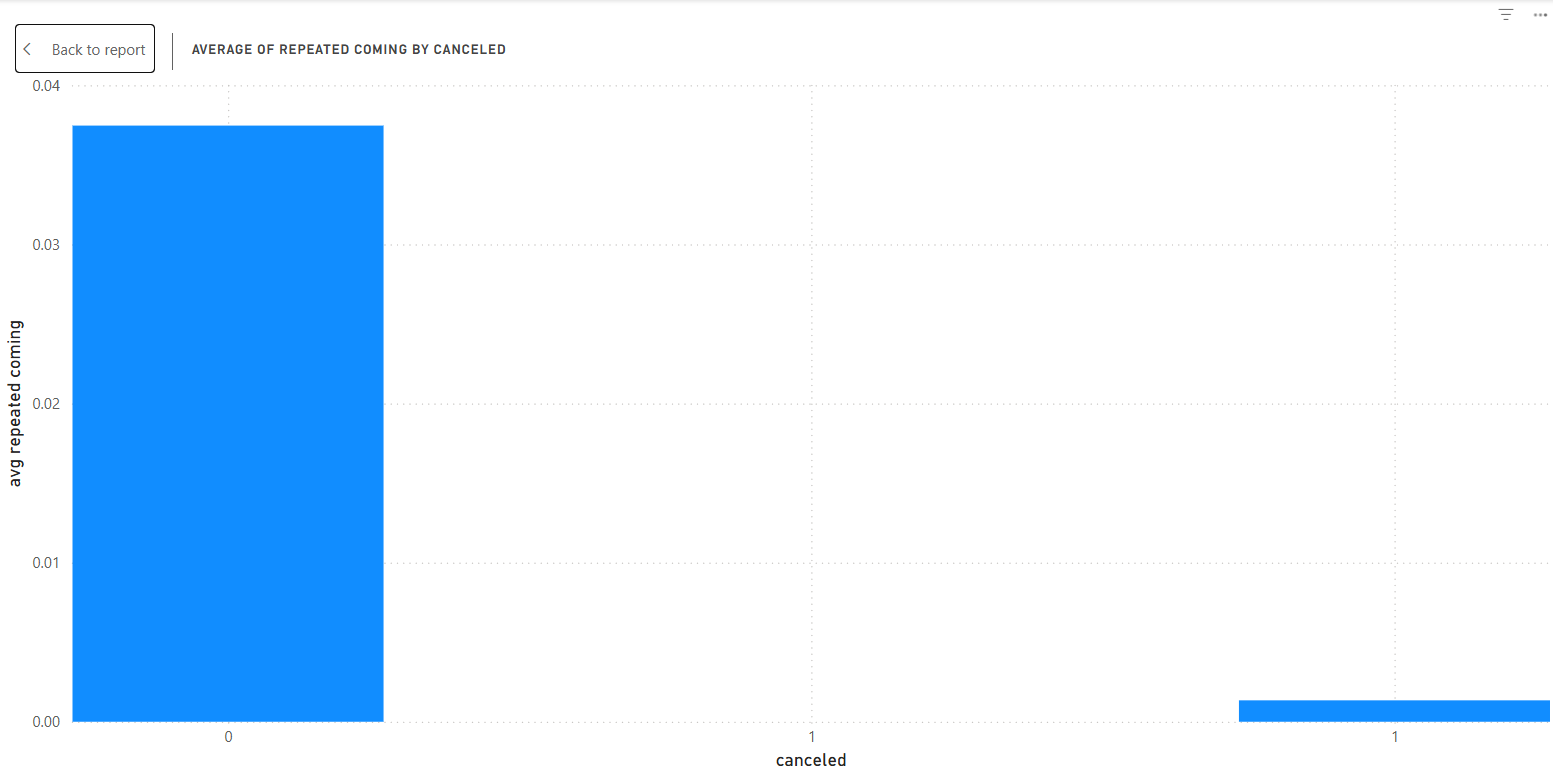 Back to report
AVERAGE OF REPEATED COMING BY CANCELED
0.04
0.03
0.02
0.01
0.00
avg repeated coming
0 1 1
canceled